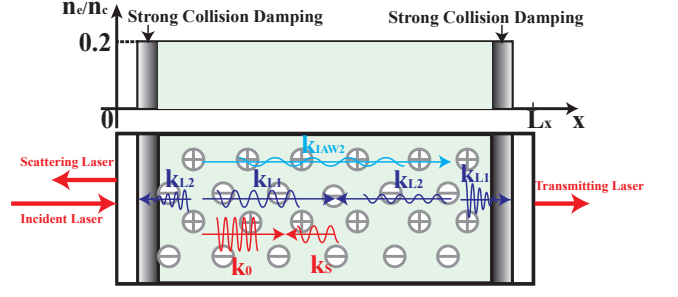 n_e/n_c
Strong Collision Damping
Strong Collision Damping
0.2
0
L_x
x
k_IAW2
Scattering Laser
k_L2
k_L1
k_L2
k_L1
Transmitting Laser
Incident Laser
k_0
k_S